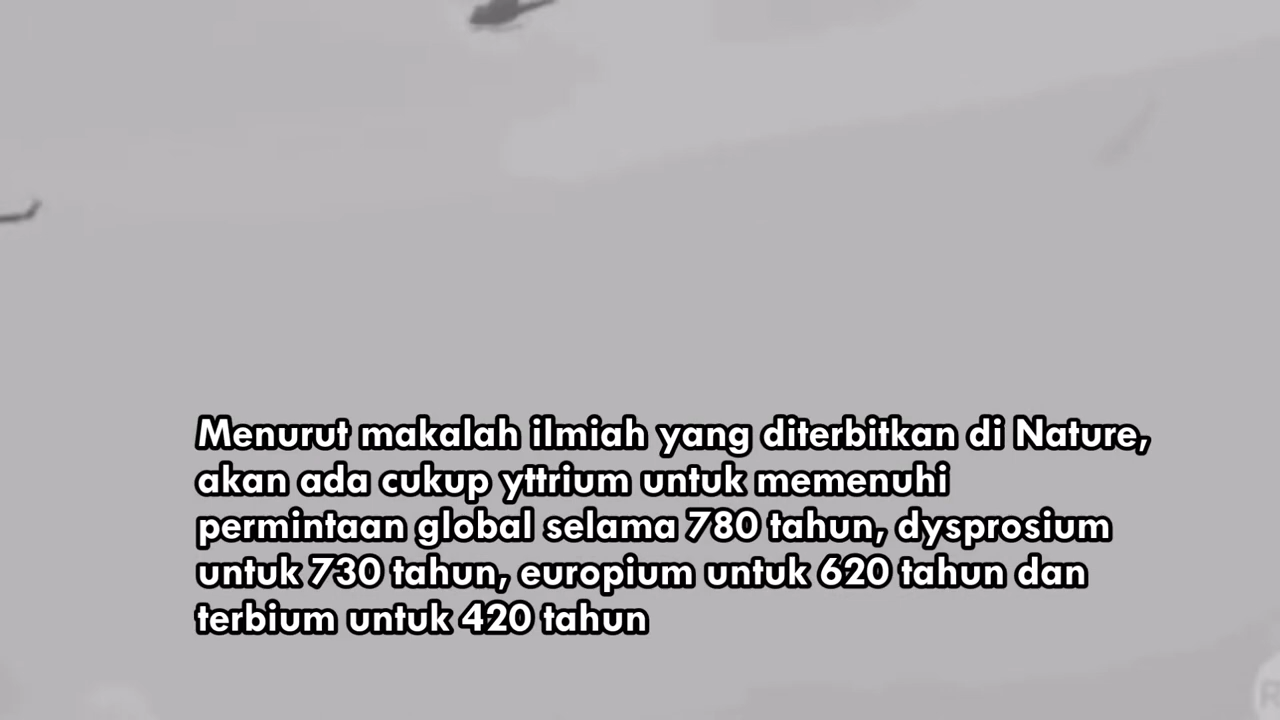 Menurut makalah ilmiah yang diterbitkan di Nature,
akan ada cukup yttrium untuk memenuhi
permintaan global selama 780 tahun, dysprosium
untuk 730 tahun, europium untuk 620 tahun dan
terbium untuk 420 tahun